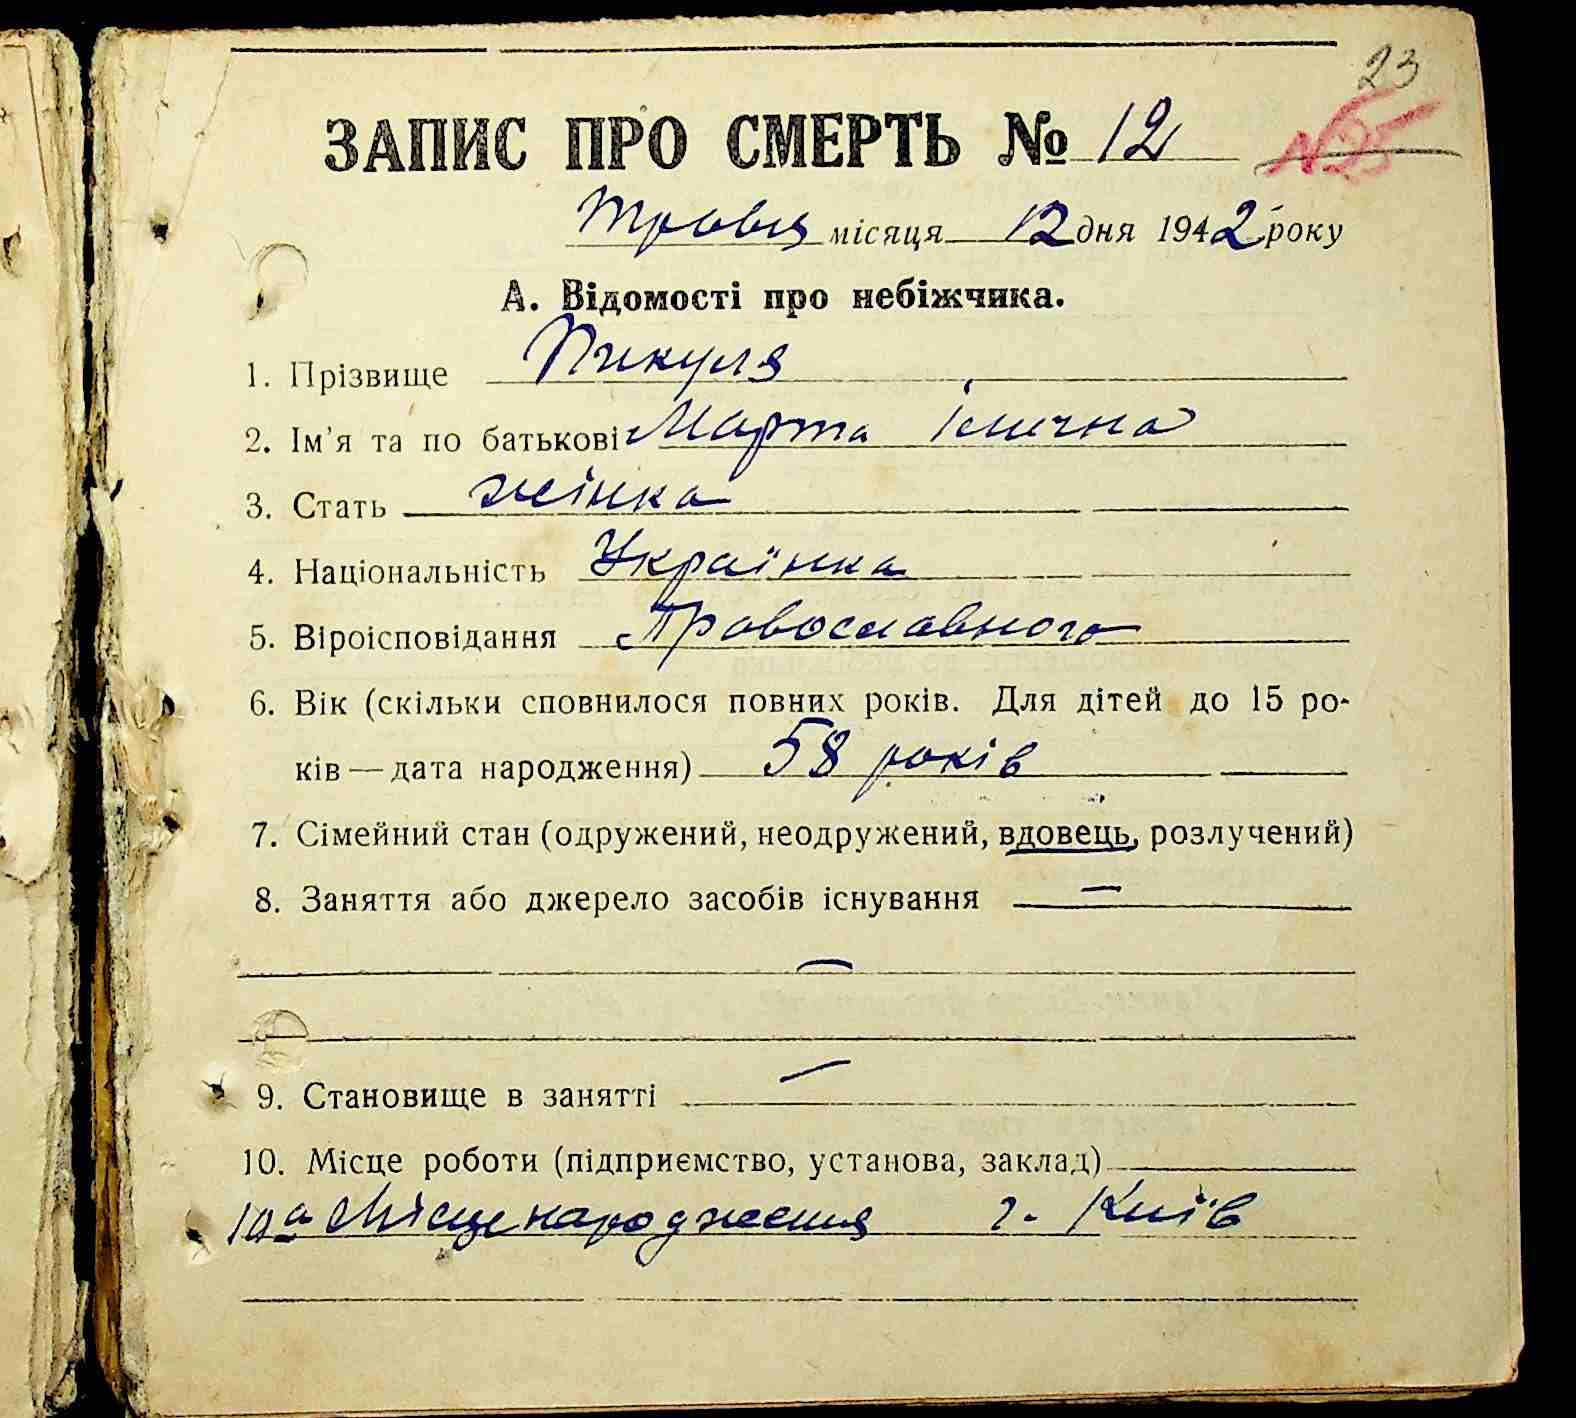 23
ЗАПИС ПРО СМЕРТЬ № 12 №25
Травня місяця 12 дня 1942 року
А. Відомості про небіжчика.
1. Прізвище Пикуля
2. Ім'я та по батькові Марта Ілична
3. Стать жінка
4. Національність Українка
5. Віроісповідання Православного
6. Вік (скільки сповнилося повних років. Для дітей до 15 ро-
ків — дата народження) 58 років
7. Сімейний стан (одружений, неодружений, вдовець, розлучений)
8. Заняття або джерело засобів існування —
—
9. Становище в занятті —
10. Місце роботи (підприємство, установа, заклад)
10а Місце народження г. Київ